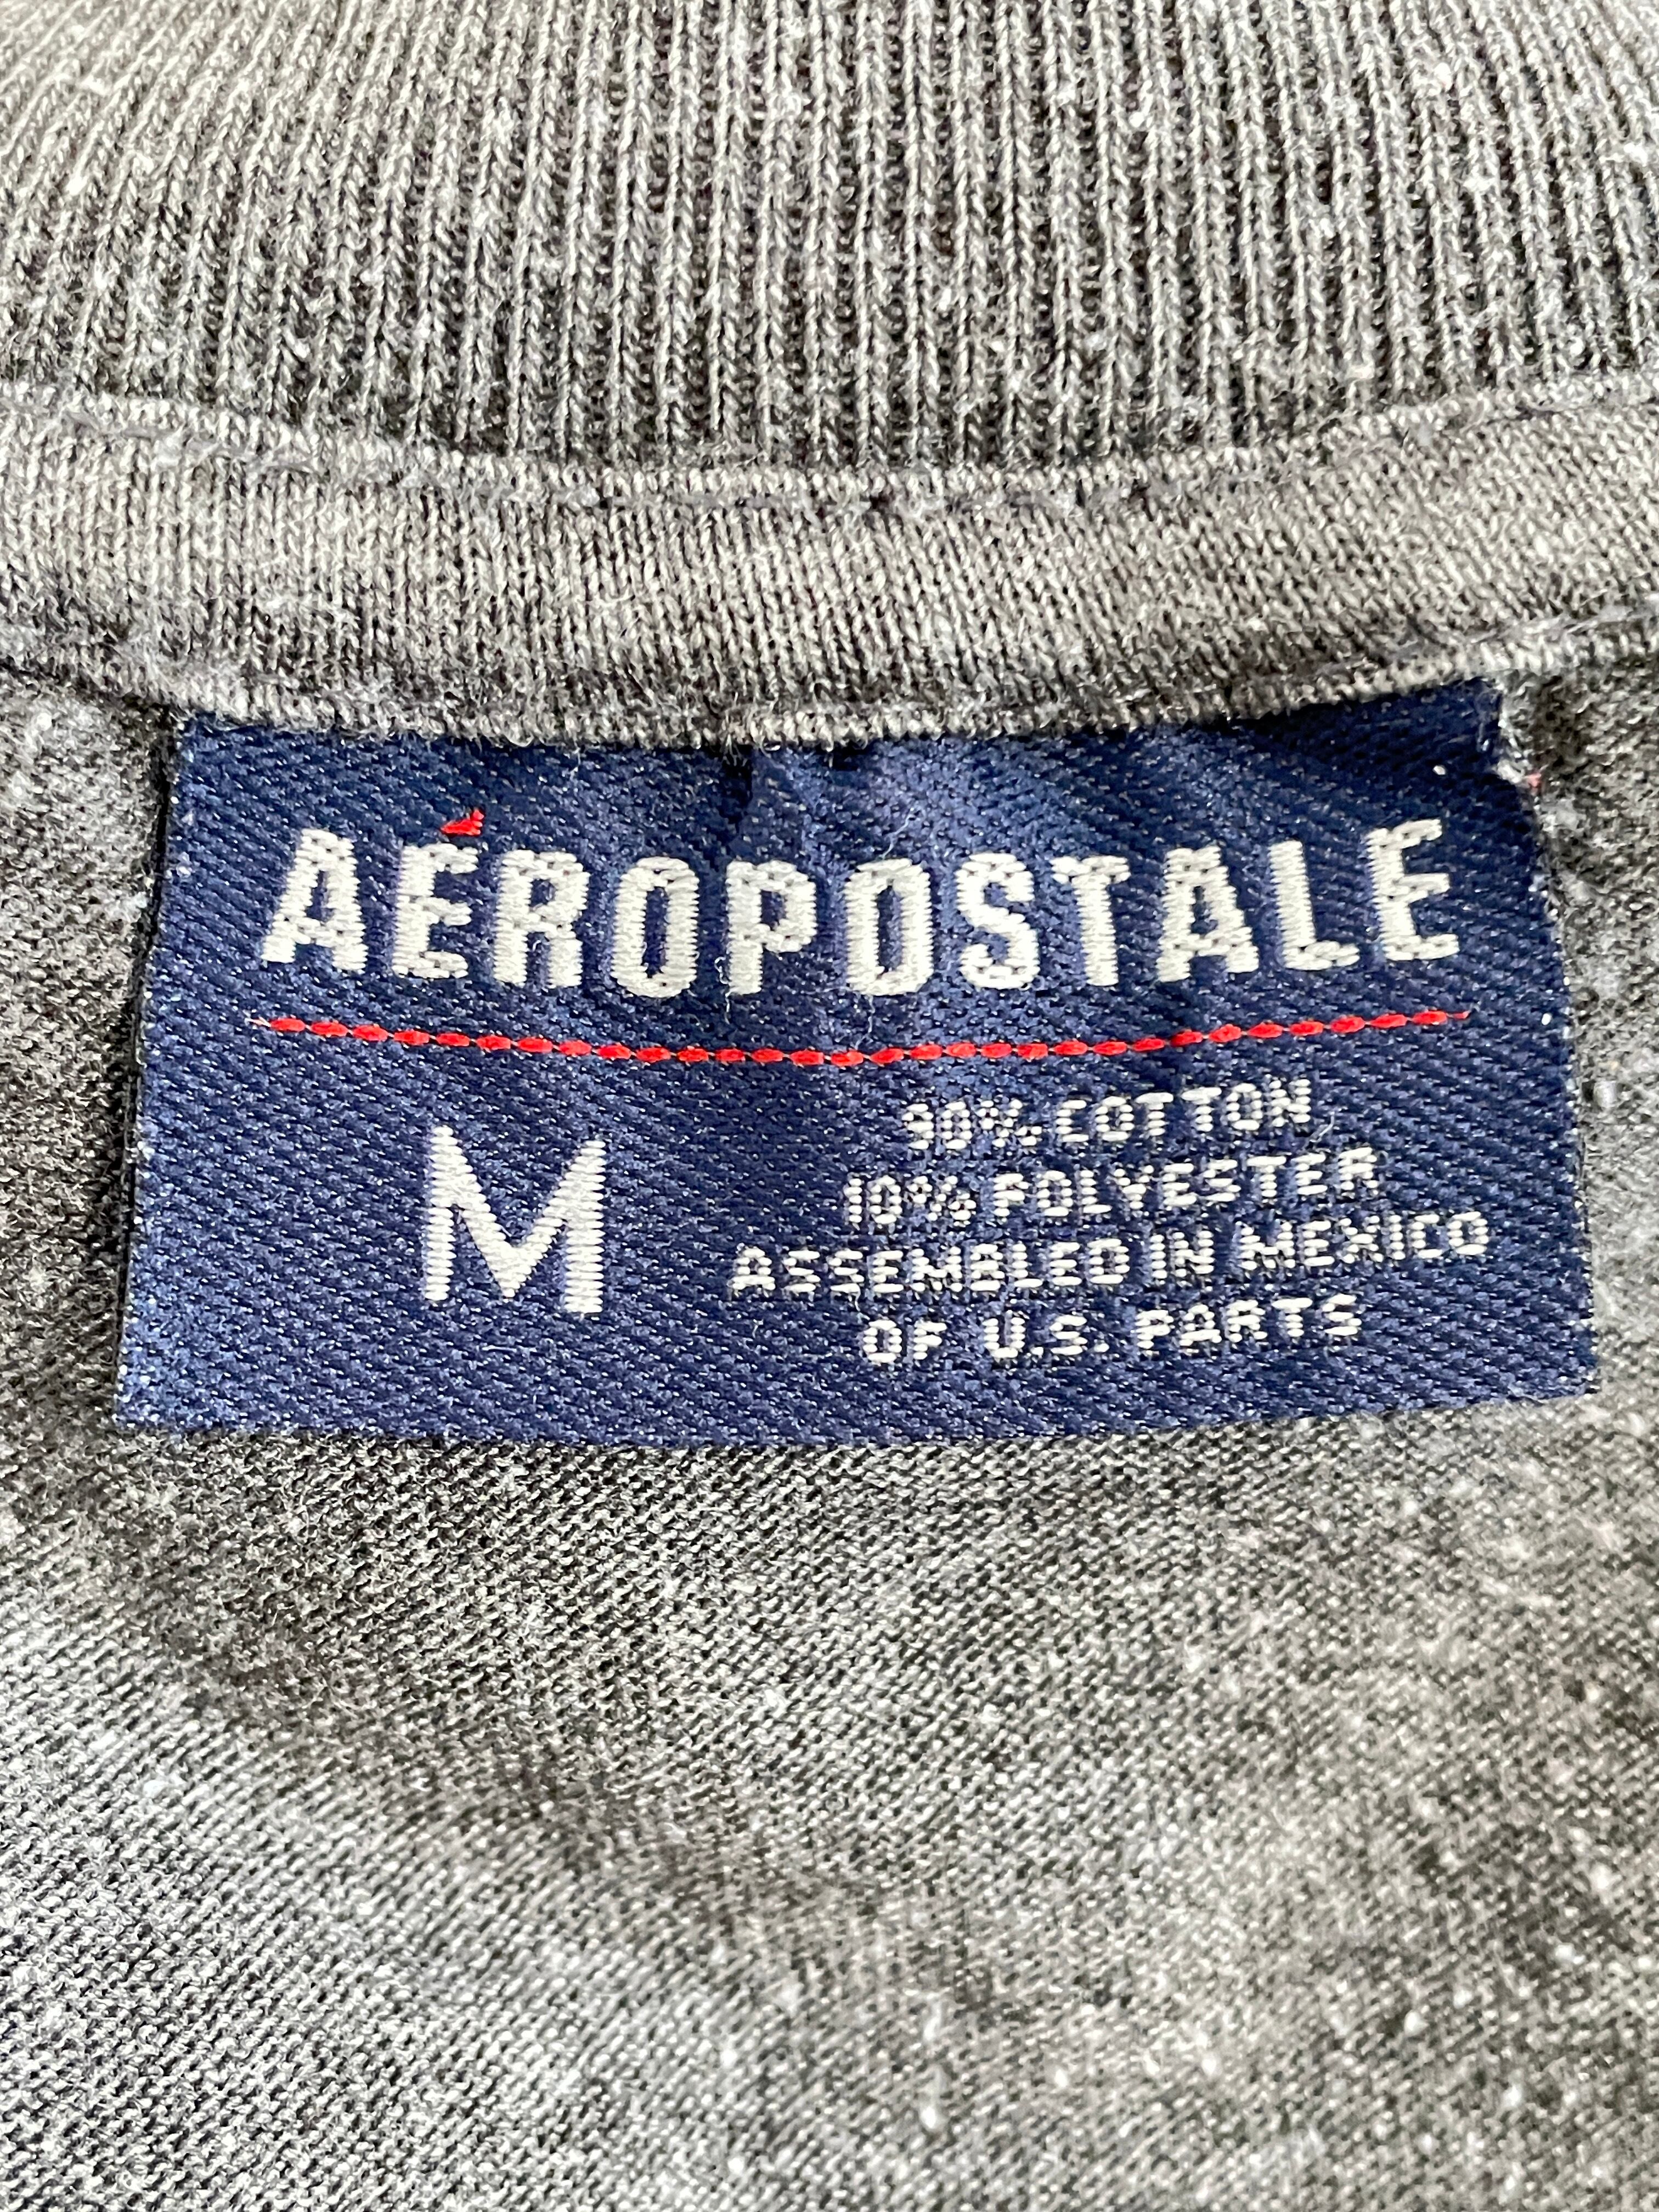 AÉROPOSTALE
M
90% COTTON
10% POLYESTER
ASSEMBLED IN MEXICO
OF U.S. PARTS